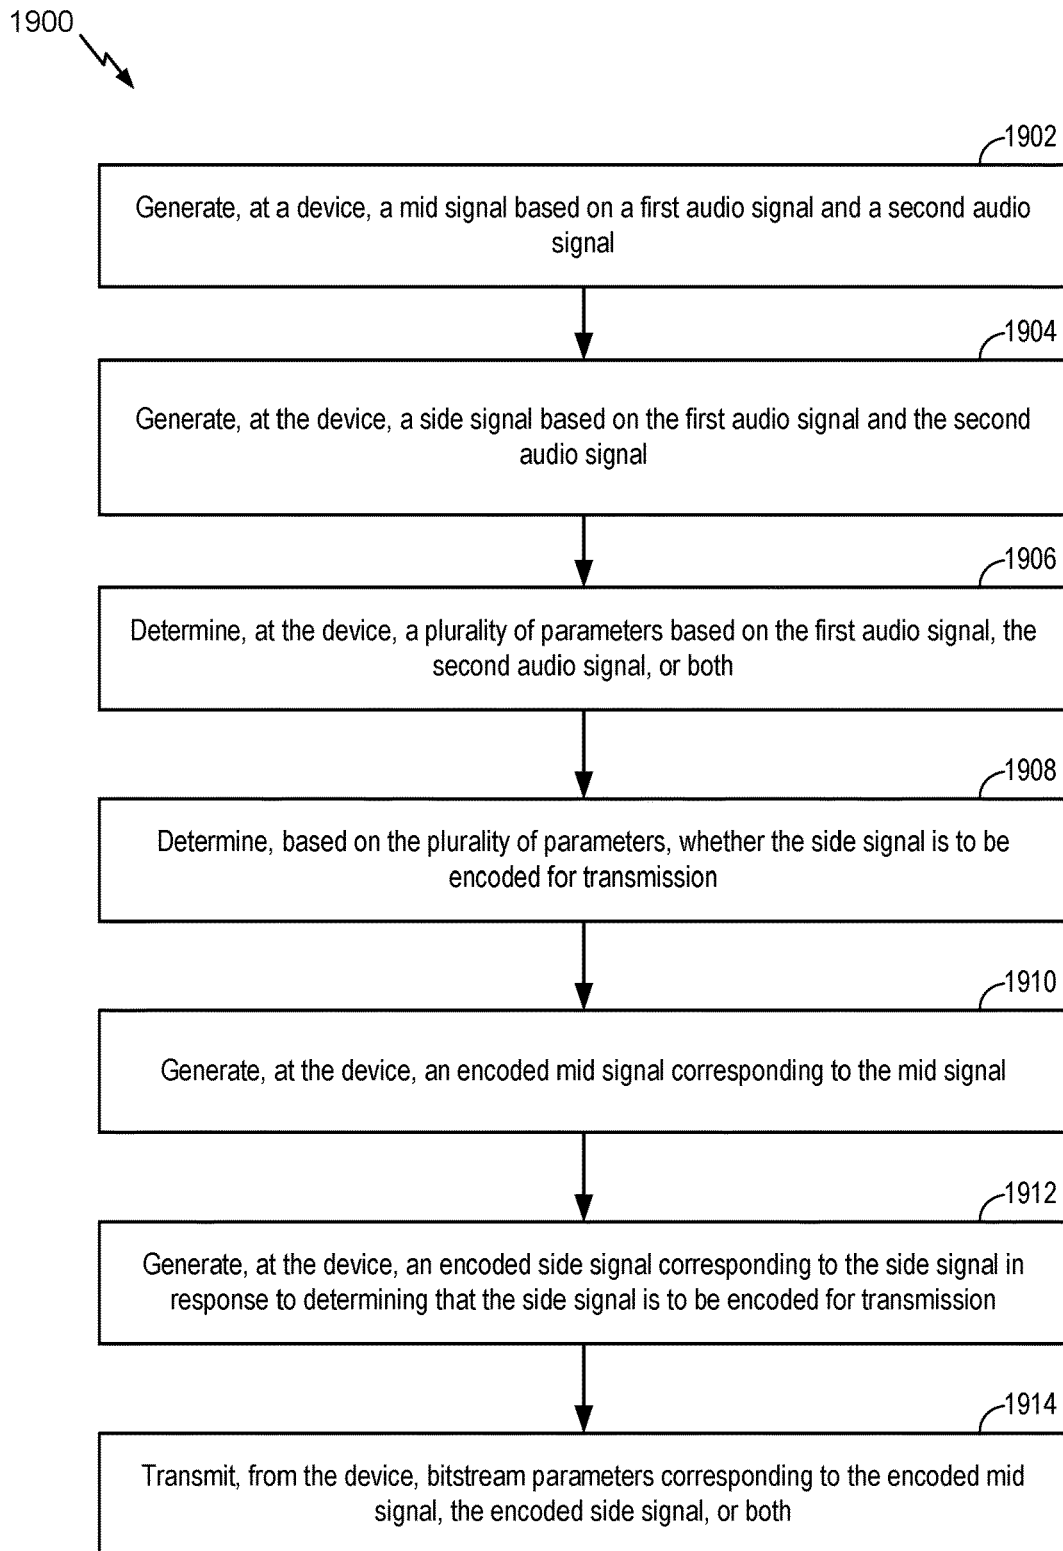 1900
1902
Generate, at a device, a mid signal based on a first audio signal and a second audio
signal
1904
Generate, at the device, a side signal based on the first audio signal and the second
audio signal
1906
Determine, at the device, a plurality of parameters based on the first audio signal, the
second audio signal, or both
1908
Determine, based on the plurality of parameters, whether the side signal is to be
encoded for transmission
1910
Generate, at the device, an encoded mid signal corresponding to the mid signal
1912
Generate, at the device, an encoded side signal corresponding to the side signal in
response to determining that the side signal is to be encoded for transmission
1914
Transmit, from the device, bitstream parameters corresponding to the encoded mid
signal, the encoded side signal, or both